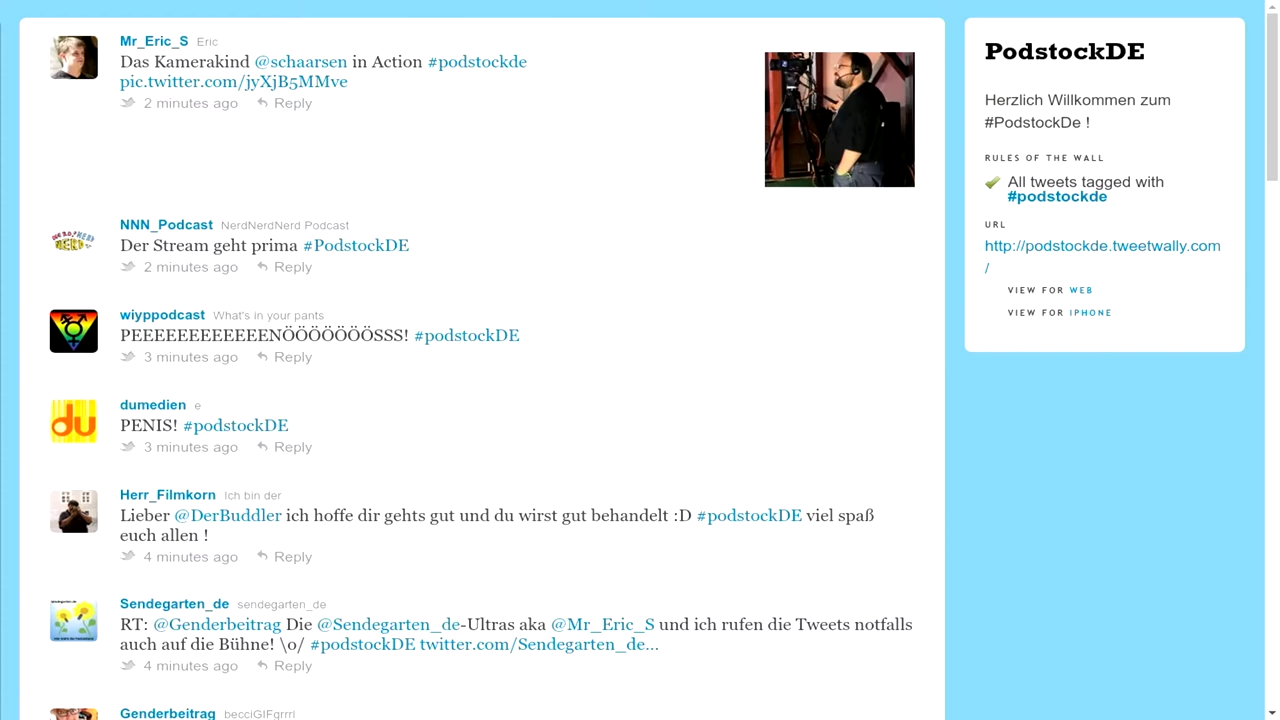 Mr_Eric_S Eric
Das Kamerakind @schaarsen in Action #podstockde
pic.twitter.com/jyXjB5MMve
2 minutes ago Reply
NNN_Podcast NerdNerdNerd Podcast
Der Stream geht prima #PodstockDE
2 minutes ago Reply
wiyppodcast What's in your pants
PEEEEEEEEEEEENÖÖÖÖÖÖÖSSS! #podstockDE
3 minutes ago Reply
du
dumedien e
PENIS! #podstockDE
3 minutes ago Reply
Herr_Filmkorn Ich bin der
Lieber @DerBuddler ich hoffe dir gehts gut und du wirst gut behandelt :D #podstockDE viel spaß
euch allen !
4 minutes ago Reply
Sendegarten_de sendegarten_de
RT: @Genderbeitrag Die @Sendegarten_de-Ultras aka @Mr_Eric_S und ich rufen die Tweets notfalls
auch auf die Bühne! \o/ #podstockDE twitter.com/Sendegarten_de...
4 minutes ago Reply
Genderbeitrag becciGIFgrrrl
PodstockDE
Herzlich Willkommen zum
#PodstockDe !
RULES OF THE WALL
All tweets tagged with
#podstockde
URL
http://podstockde.tweetwally.com
/
VIEW FOR WEB
VIEW FOR IPHONE